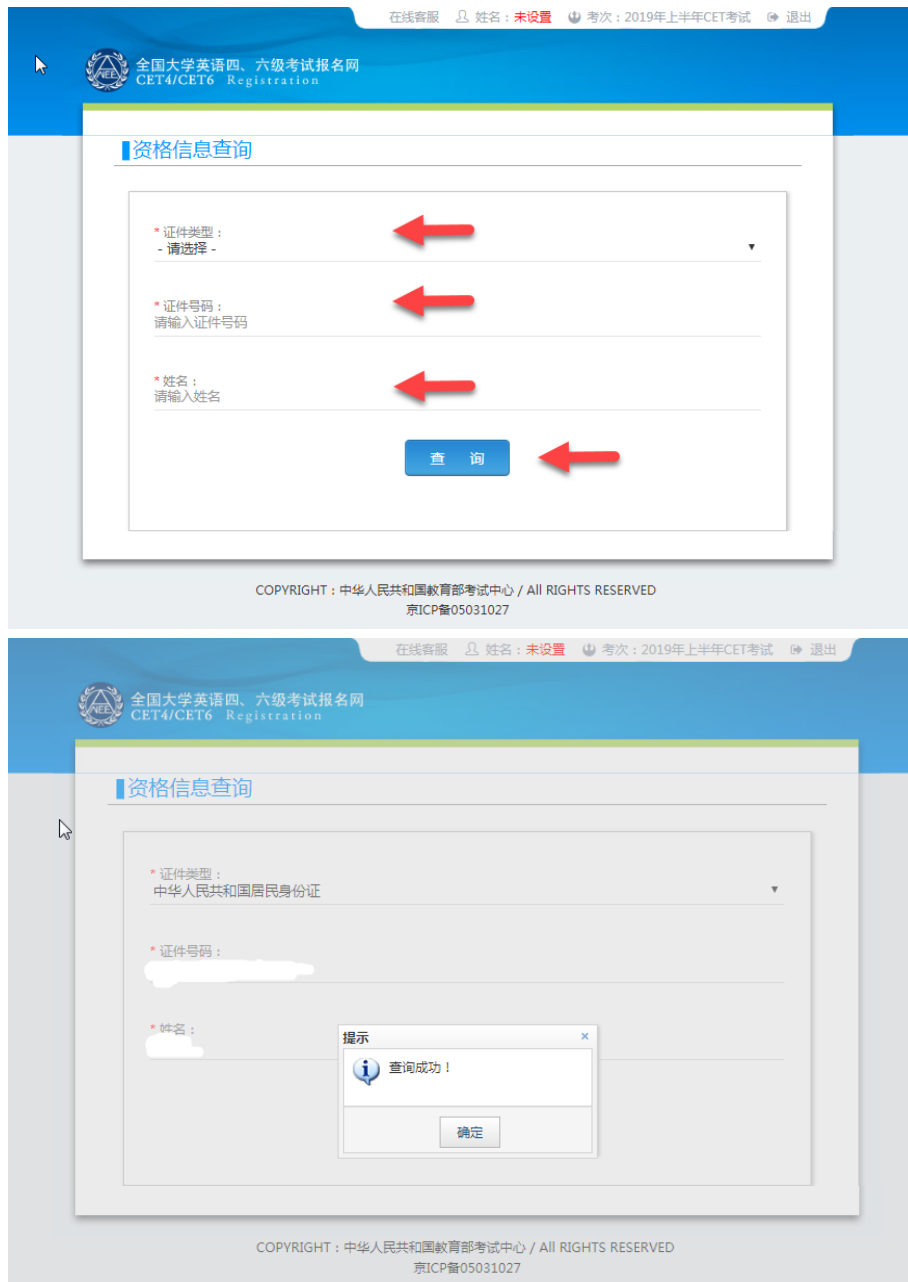 在线客服 姓名：未设置 考次：2019年上半年CET考试 退出
NEE
全国大学英语四、六级考试报名网
CET4/CET6 Registration
资格信息查询
* 证件类型：
- 请选择 -
* 证件号码：
请输入证件号码
* 姓名：
请输入姓名
查 询
COPYRIGHT：中华人民共和国教育部考试中心 / All RIGHTS RESERVED
京ICP备05031027
在线客服 姓名：未设置 考次：2019年上半年CET考试 退出
NEE
全国大学英语四、六级考试报名网
CET4/CET6 Registration
资格信息查询
* 证件类型：
中华人民共和国居民身份证
* 证件号码：
* 姓名：
提示 ×
查询成功！
确定
COPYRIGHT：中华人民共和国教育部考试中心 / All RIGHTS RESERVED
京ICP备05031027